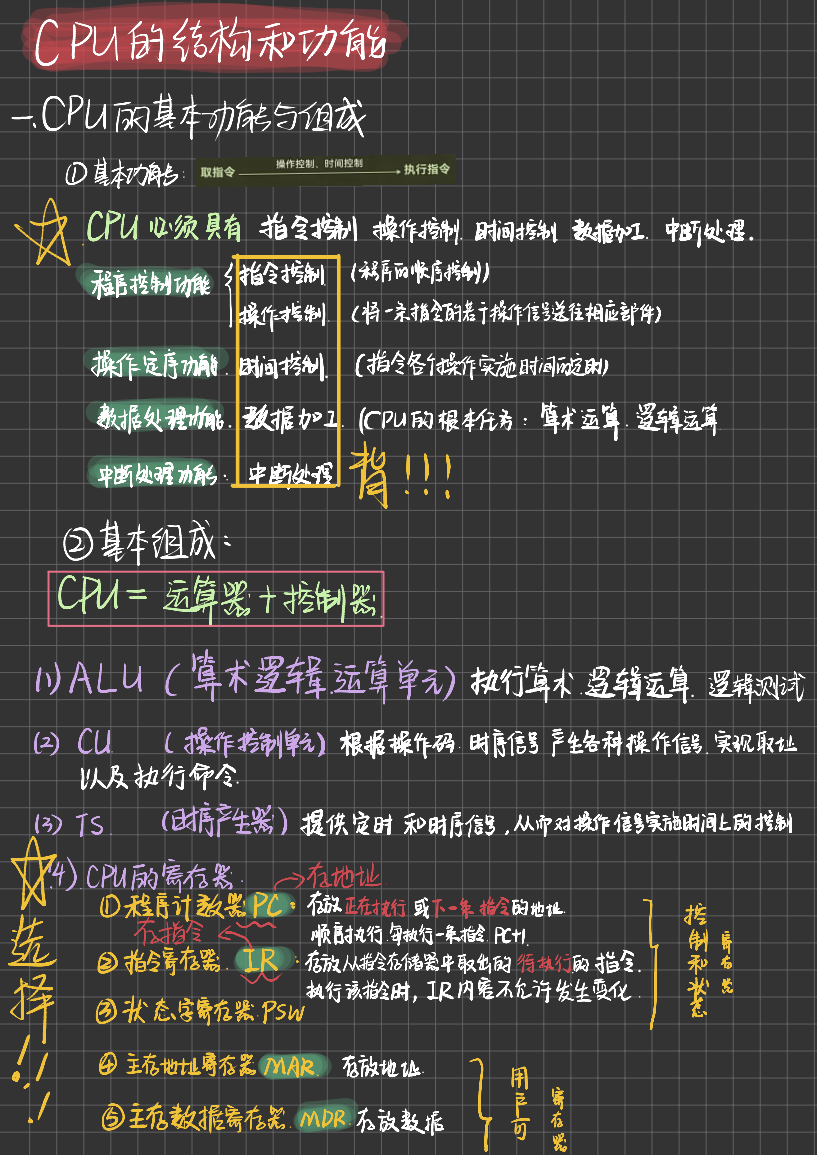 CPU的结构和功能
一、CPU的基本功能与组成
①基本功能:
取指令 操作控制、时间控制 执行指令
CPU必须具有 指令控制 操作控制. 时间控制 数据加工. 中断处理.
程序控制功能 指令控制 (程序的顺序控制)
操作控制. (将一条指令的若干操作信号送往相应部件)
操作定序功能. 时间控制. (指令各个操作实施时间的定时)
数据处理功能. 数据加工. (CPU的根本任务: 算术运算. 逻辑运算
中断处理功能: 中断处理
背!!!
②基本组成:
CPU = 运算器+控制器.
(1) ALU (算术逻辑运算单元) 执行算术. 逻辑运算. 逻辑测试
(2) CU (操作控制单元) 根据操作码. 时序信号 产生各种操作信号. 实现取址
以及执行命令.
(3) TS (时序产生器) 提供定时 和时序信号, 从而对操作信号实施时间上的控制
(4) CPU的寄存器. 存地址
①程序计数器 PC: 存放正在执行或下一条指令的地址.
存指令 顺序执行.每执行一条指令. PC+1.
②指令寄存器. IR: 存放从指令存储器中取出的待执行的指令.
执行该指令时, IR内容不允许发生变化.
③状态字寄存器 PSW
控制和状态 寄存器
④主存地址寄存器 MAR. 存放地址.
⑤主存数据寄存器. MDR 存放数据
用户可 寄存器
选择!!!